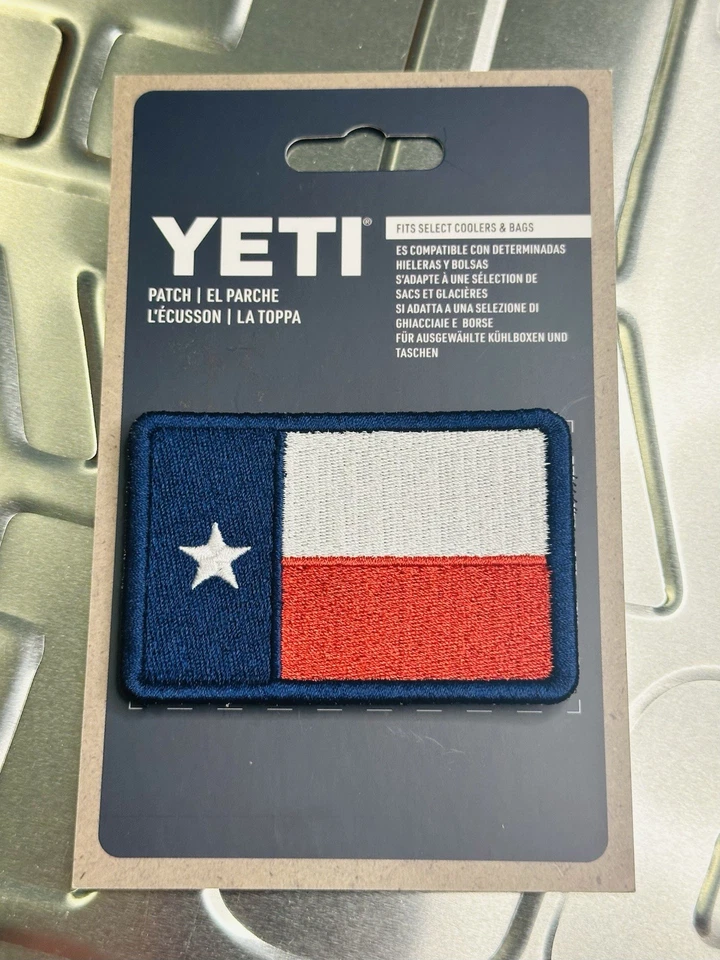 YETI®
PATCH | EL PARCHE
L'ÉCUSSON | LA TOPPA
FITS SELECT COOLERS & BAGS
ES COMPATIBLE CON DETERMINADAS
HIELERAS Y BOLSAS
S'ADAPTE À UNE SÉLECTION DE
SACS ET GLACIÈRES
SI ADATTA A UNA SELEZIONE DI
GHIACCIAIE E BORSE
FÜR AUSGEWÄHLTE KÜHLBOXEN UND
TASCHEN